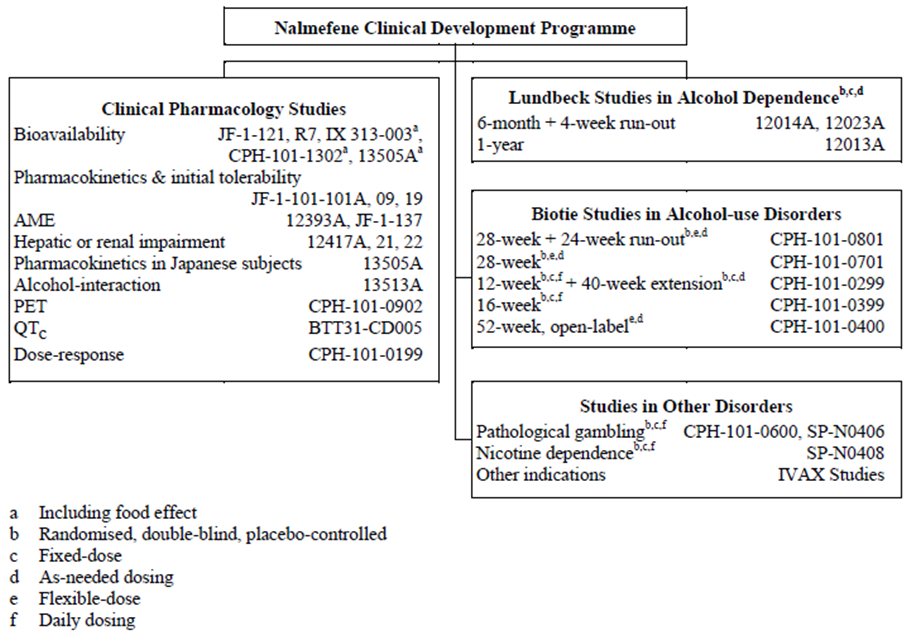 Nalmefene Clinical Development Programme
Clinical Pharmacology Studies
Bioavailability JF-1-121, R7, IX 313-003a,
CPH-101-1302a, 13505Aa
Pharmacokinetics & initial tolerability
JF-1-101-101A, 09, 19
AME 12393A, JF-1-137
Hepatic or renal impairment 12417A, 21, 22
Pharmacokinetics in Japanese subjects 13505A
Alcohol-interaction 13513A
PET CPH-101-0902
QTC BTT31-CD005
Dose-response CPH-101-0199
Lundbeck Studies in Alcohol Dependenceb,c,d
6-month + 4-week run-out 12014A, 12023A
1-year 12013A
Biotie Studies in Alcohol-use Disorders
28-week + 24-week run-outb,e,d CPH-101-0801
28-weekb,e,d CPH-101-0701
12-weekb,c,f + 40-week extensionb,c,d CPH-101-0299
16-weekb,c,f CPH-101-0399
52-week, open-labele,d CPH-101-0400
Studies in Other Disorders
Pathological gamblingb,c,f CPH-101-0600, SP-N0406
Nicotine dependenceb,c,f SP-N0408
Other indications IVAX Studies
a Including food effect
b Randomised, double-blind, placebo-controlled
c Fixed-dose
d As-needed dosing
e Flexible-dose
f Daily dosing